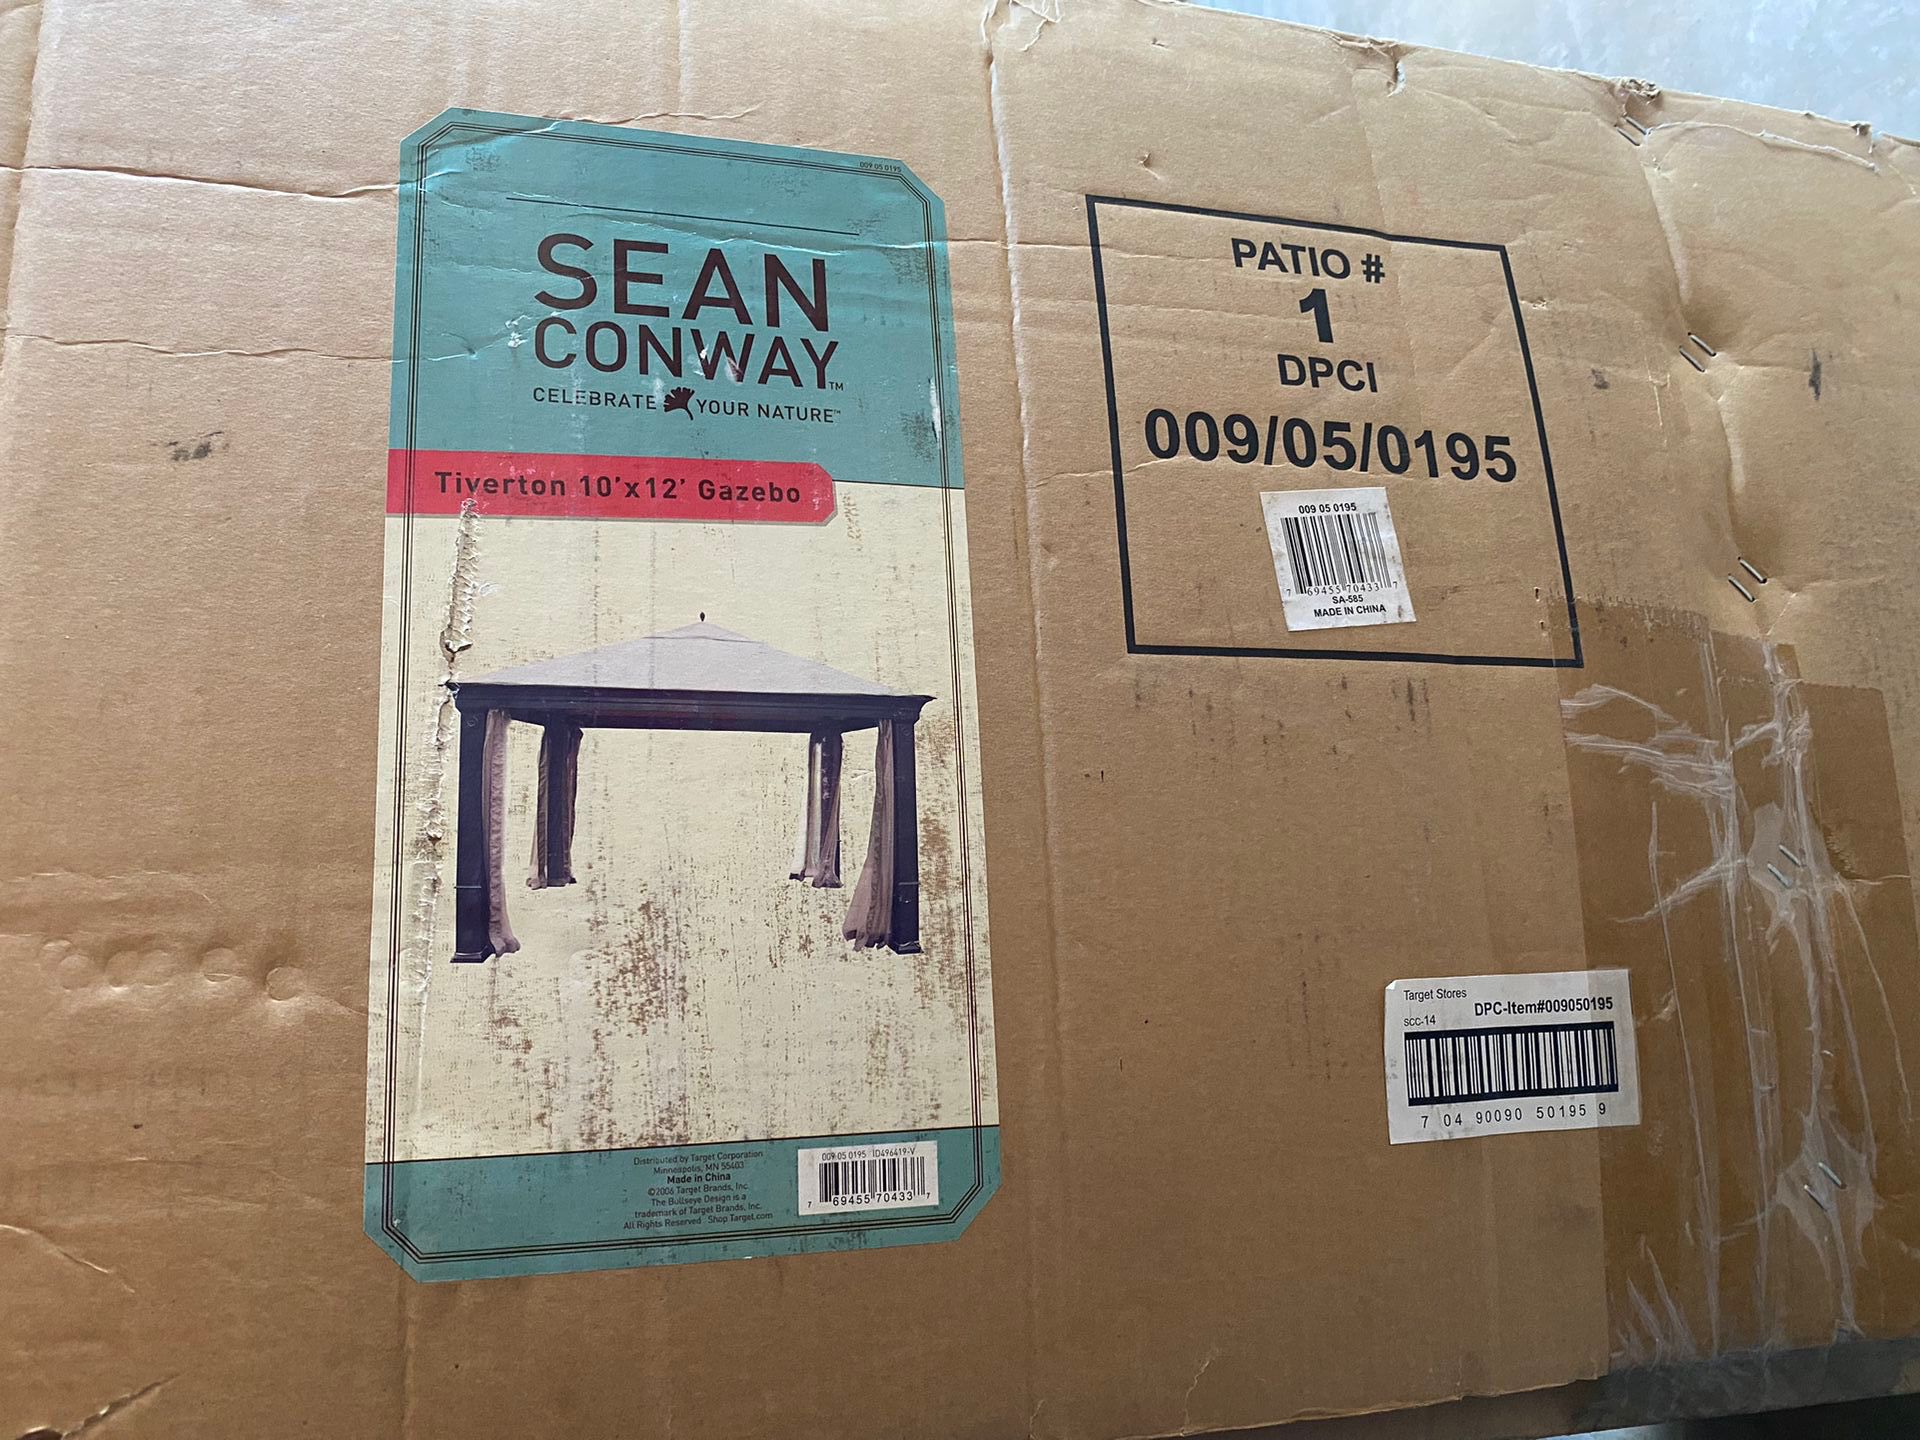 009 05 0195
SEAN
CONWAY™
CELEBRATE YOUR NATURE™
Tiverton 10'x12' Gazebo
Distributed by Target Corporation
Minneapolis, MN 55403
Made in China
©2006 Target Brands, Inc.
The Bullseye Design is a
trademark of Target Brands, Inc.
All Rights Reserved Shop Target.com
009 05 0195 ID496419-V
7 69455 70433 7
PATIO #
1
DPCI
009/05/0195
009 05 0195
7 69455 70433 7
SA-585
MADE IN CHINA
Target Stores
DPC-Item#009050195
SCC-14
7 04 90090 50195 9